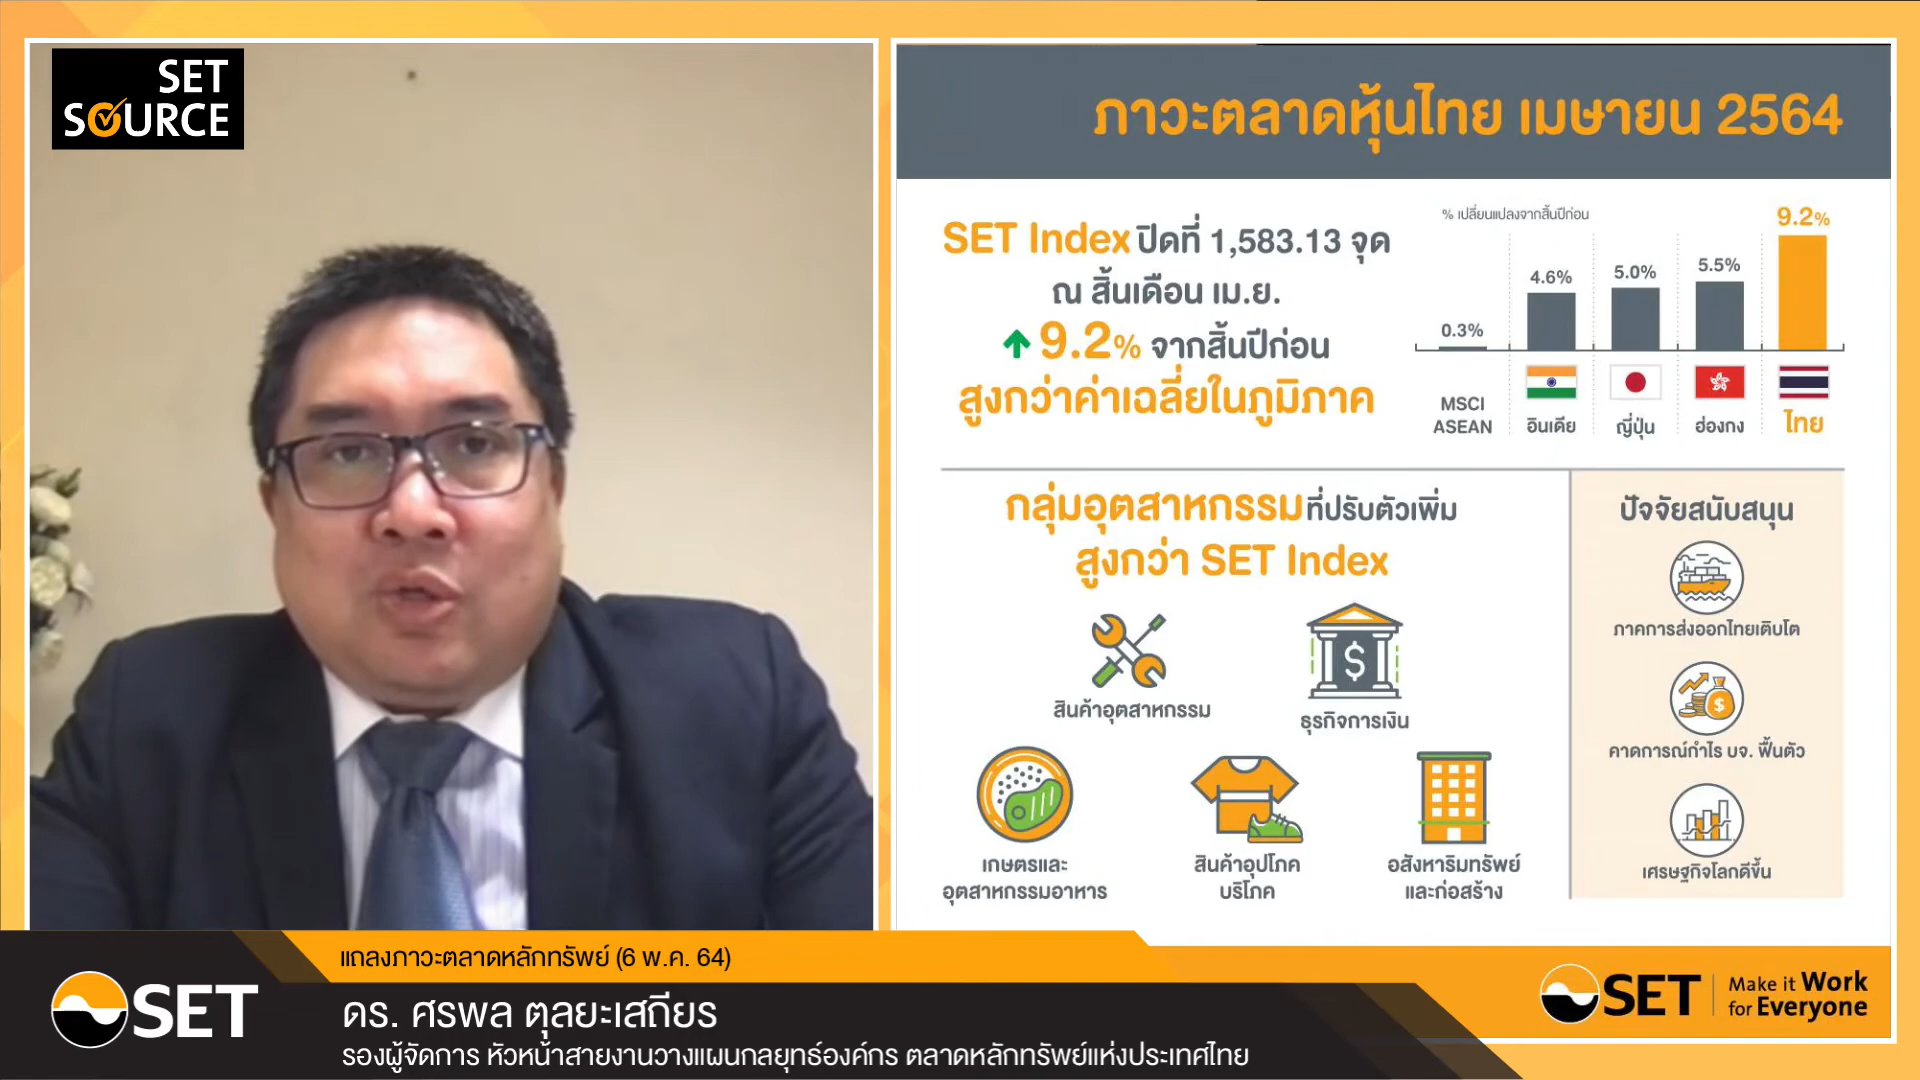 SET
SOURCE
ภาวะตลาดหุ้นไทย เมษายน 2564
SET Index ปิดที่ 1,583.13 จุด
ณ สิ้นเดือน เม.ย.
9.2% จากสิ้นปีก่อน
สูงกว่าค่าเฉลี่ยในภูมิภาค
% เปลี่ยนแปลงจากสิ้นปีก่อน
0.3%
4.6%
5.0%
5.5%
9.2%
MSCI
ASEAN
อินเดีย
ญี่ปุ่น
ฮ่องกง
ไทย
กลุ่มอุตสาหกรรมที่ปรับตัวเพิ่ม
สูงกว่า SET Index
สินค้าอุตสาหกรรม
ธุรกิจการเงิน
เกษตรและ
อุตสาหกรรมอาหาร
สินค้าอุปโภค
บริโภค
อสังหาริมทรัพย์
และก่อสร้าง
ปัจจัยสนับสนุน
ภาคการส่งออกไทยเติบโต
คาดการณ์กำไร บจ. ฟื้นตัว
เศรษฐกิจโลกดีขึ้น
แถลงภาวะตลาดหลักทรัพย์ (6 พ.ค. 64)
SET
ดร. ศรพล ตุลยะเสถียร
รองผู้จัดการ หัวหน้าสายงานวางแผนกลยุทธ์องค์กร ตลาดหลักทรัพย์แห่งประเทศไทย
SET
Make it Work
for Everyone